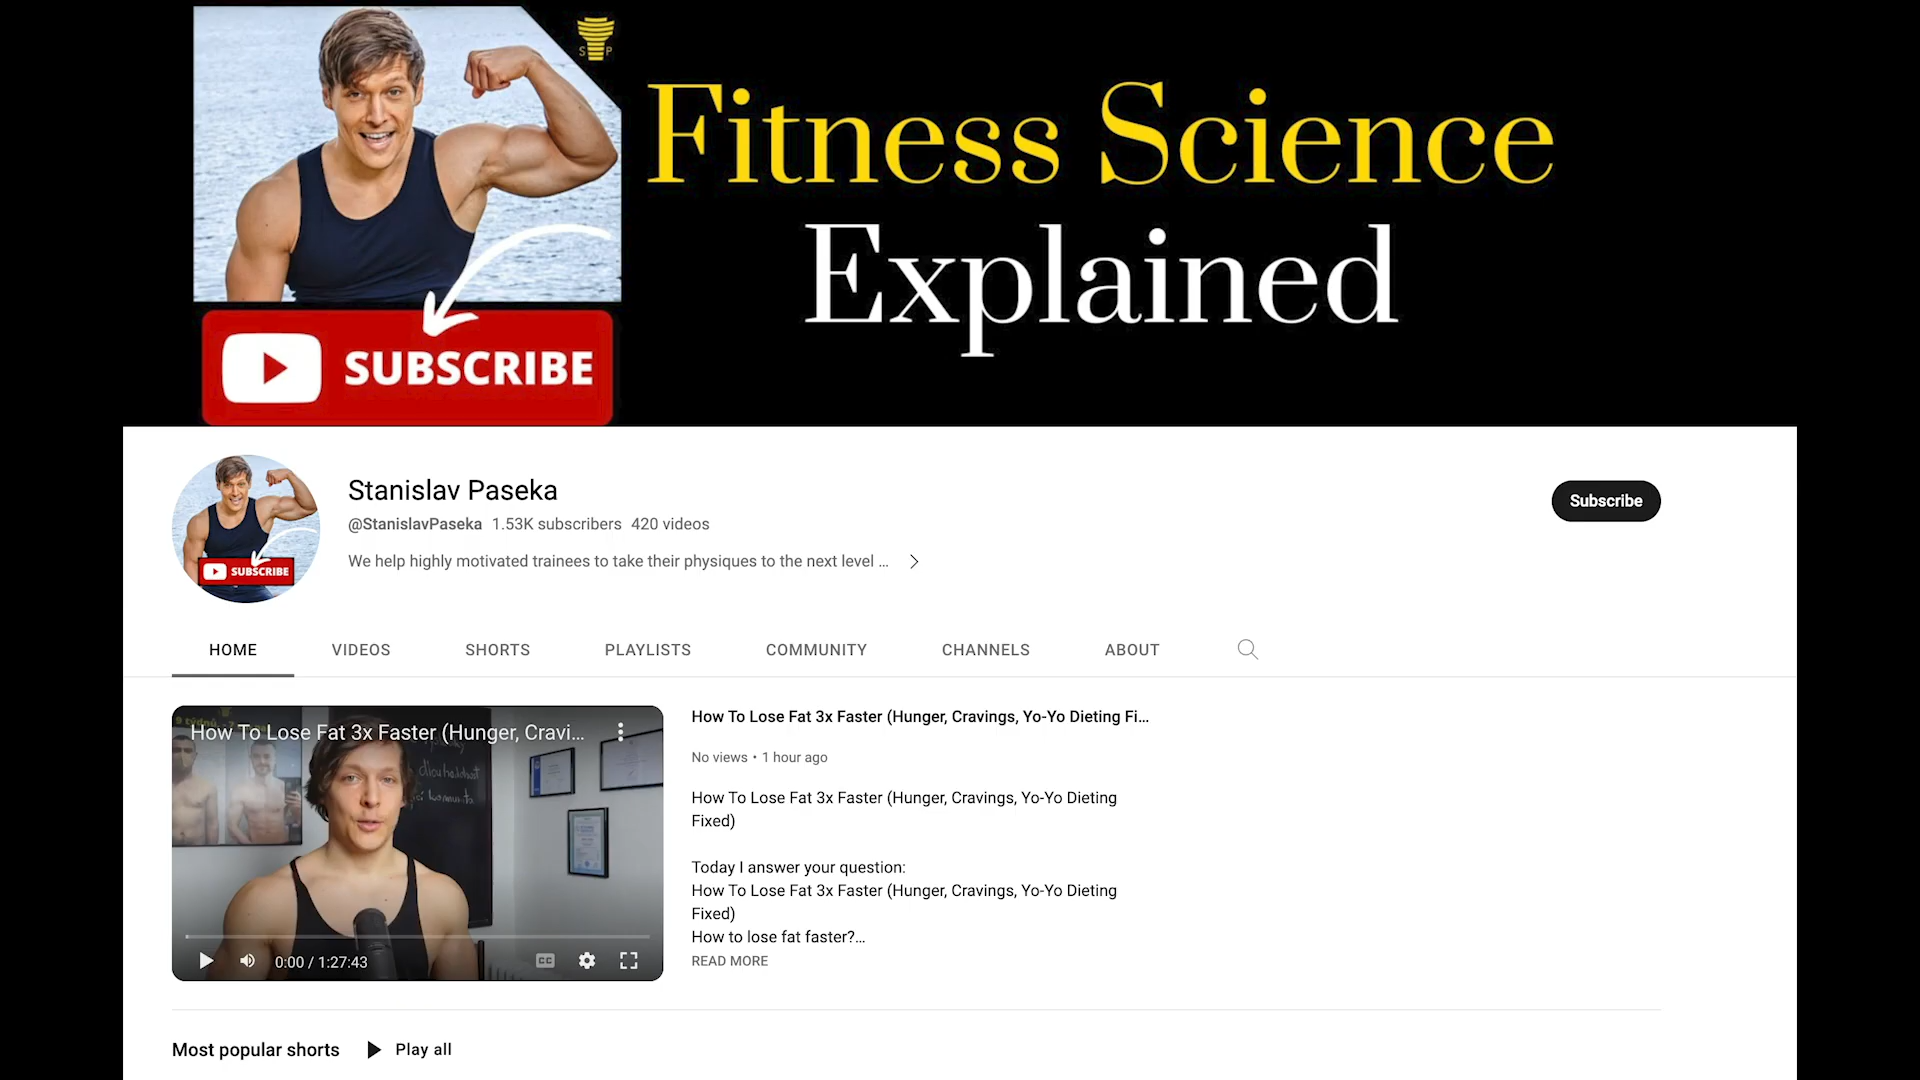 S P
Fitness Science
Explained
SUBSCRIBE
SUBSCRIBE
Stanislav Paseka
@StanislavPaseka 1.53K subscribers 420 videos
We help highly motivated trainees to take their physiques to the next level ...
Subscribe
HOME VIDEOS SHORTS PLAYLISTS COMMUNITY CHANNELS ABOUT
How To Lose Fat 3x Faster (Hunger, Cravi...
dlouhodobost
0:00 / 1:27:43
CC
How To Lose Fat 3x Faster (Hunger, Cravings, Yo-Yo Dieting Fi...
No views • 1 hour ago
How To Lose Fat 3x Faster (Hunger, Cravings, Yo-Yo Dieting
Fixed)
Today I answer your question:
How To Lose Fat 3x Faster (Hunger, Cravings, Yo-Yo Dieting
Fixed)
How to lose fat faster?...
READ MORE
Most popular shorts Play all